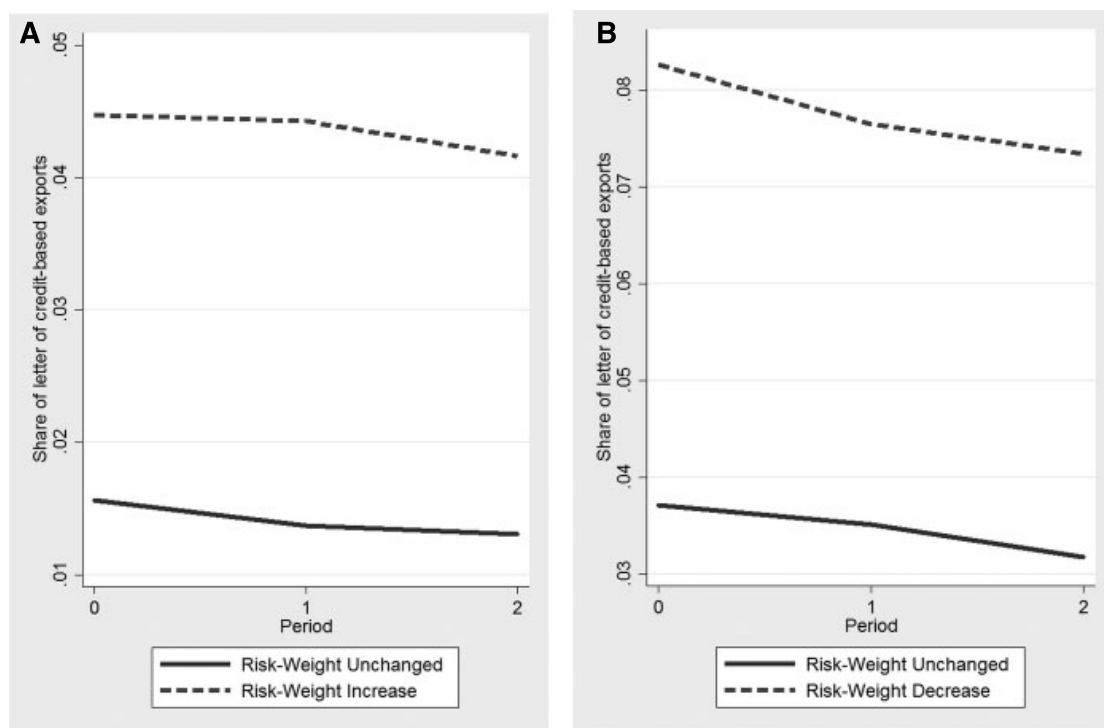 A
Share of letter of credit-based exports
.05
.04
.03
.02
.01
0 1 2
Period
Risk-Weight Unchanged
Risk-Weight Increase
B
Share of letter of credit-based exports
.08
.07
.06
.05
.04
.03
0 1 2
Period
Risk-Weight Unchanged
Risk-Weight Decrease